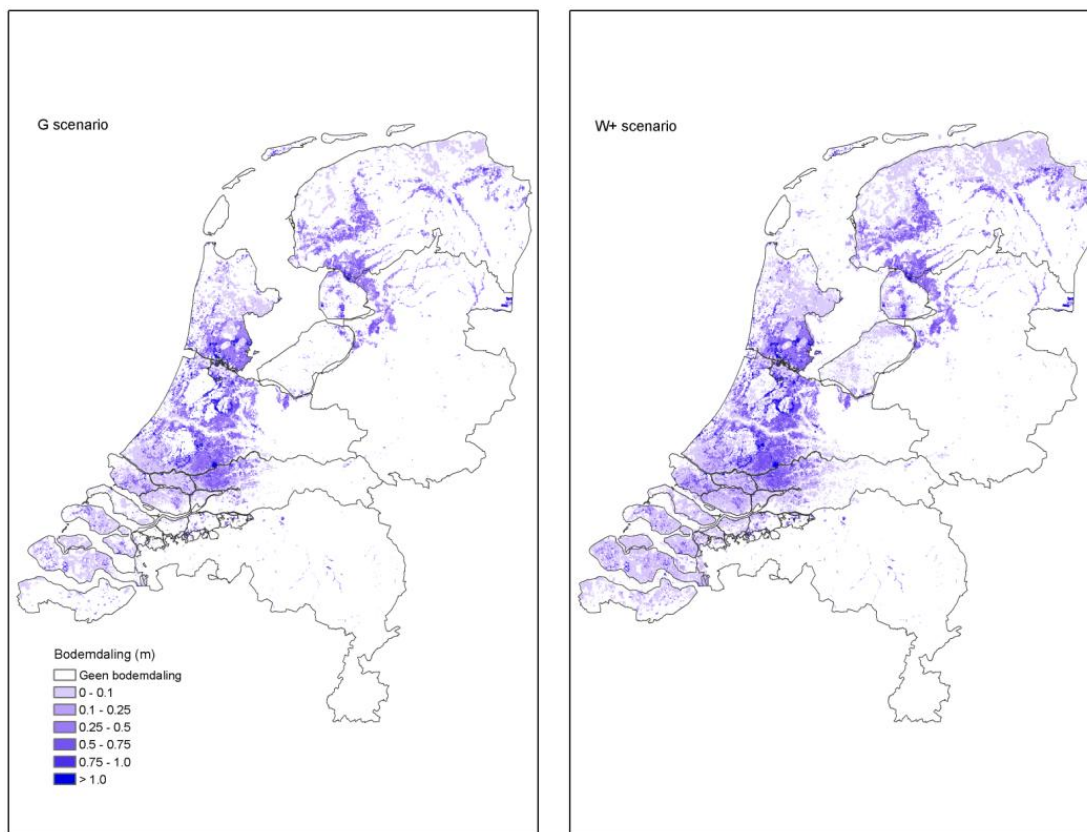 G scenario
W+ scenario
Bodemdaling (m)
Geen bodemdaling
0 - 0.1
0.1 - 0.25
0.25 - 0.5
0.5 - 0.75
0.75 - 1.0
> 1.0